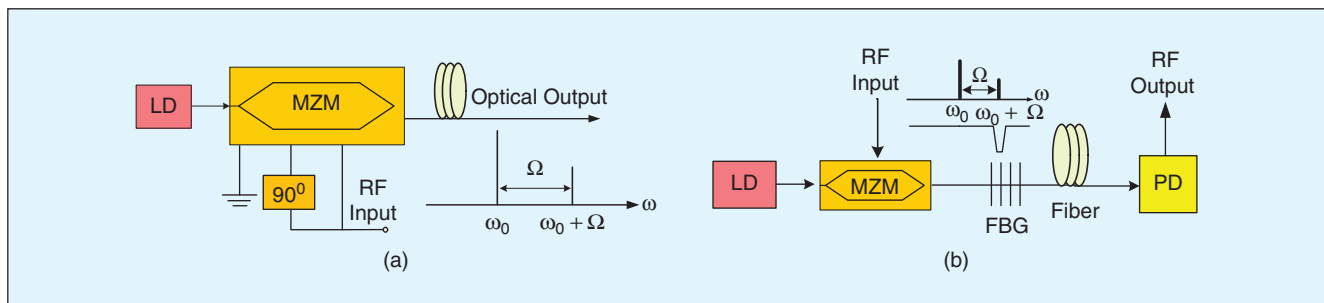 LD
MZM
Optical Output
90⁰
RF
Input
Ω
ω
ω₀
ω₀ + Ω
(a)
RF
Input
Ω
ω
ω₀ ω₀ + Ω
RF
Output
LD
MZM
PD
FBG
Fiber
(b)